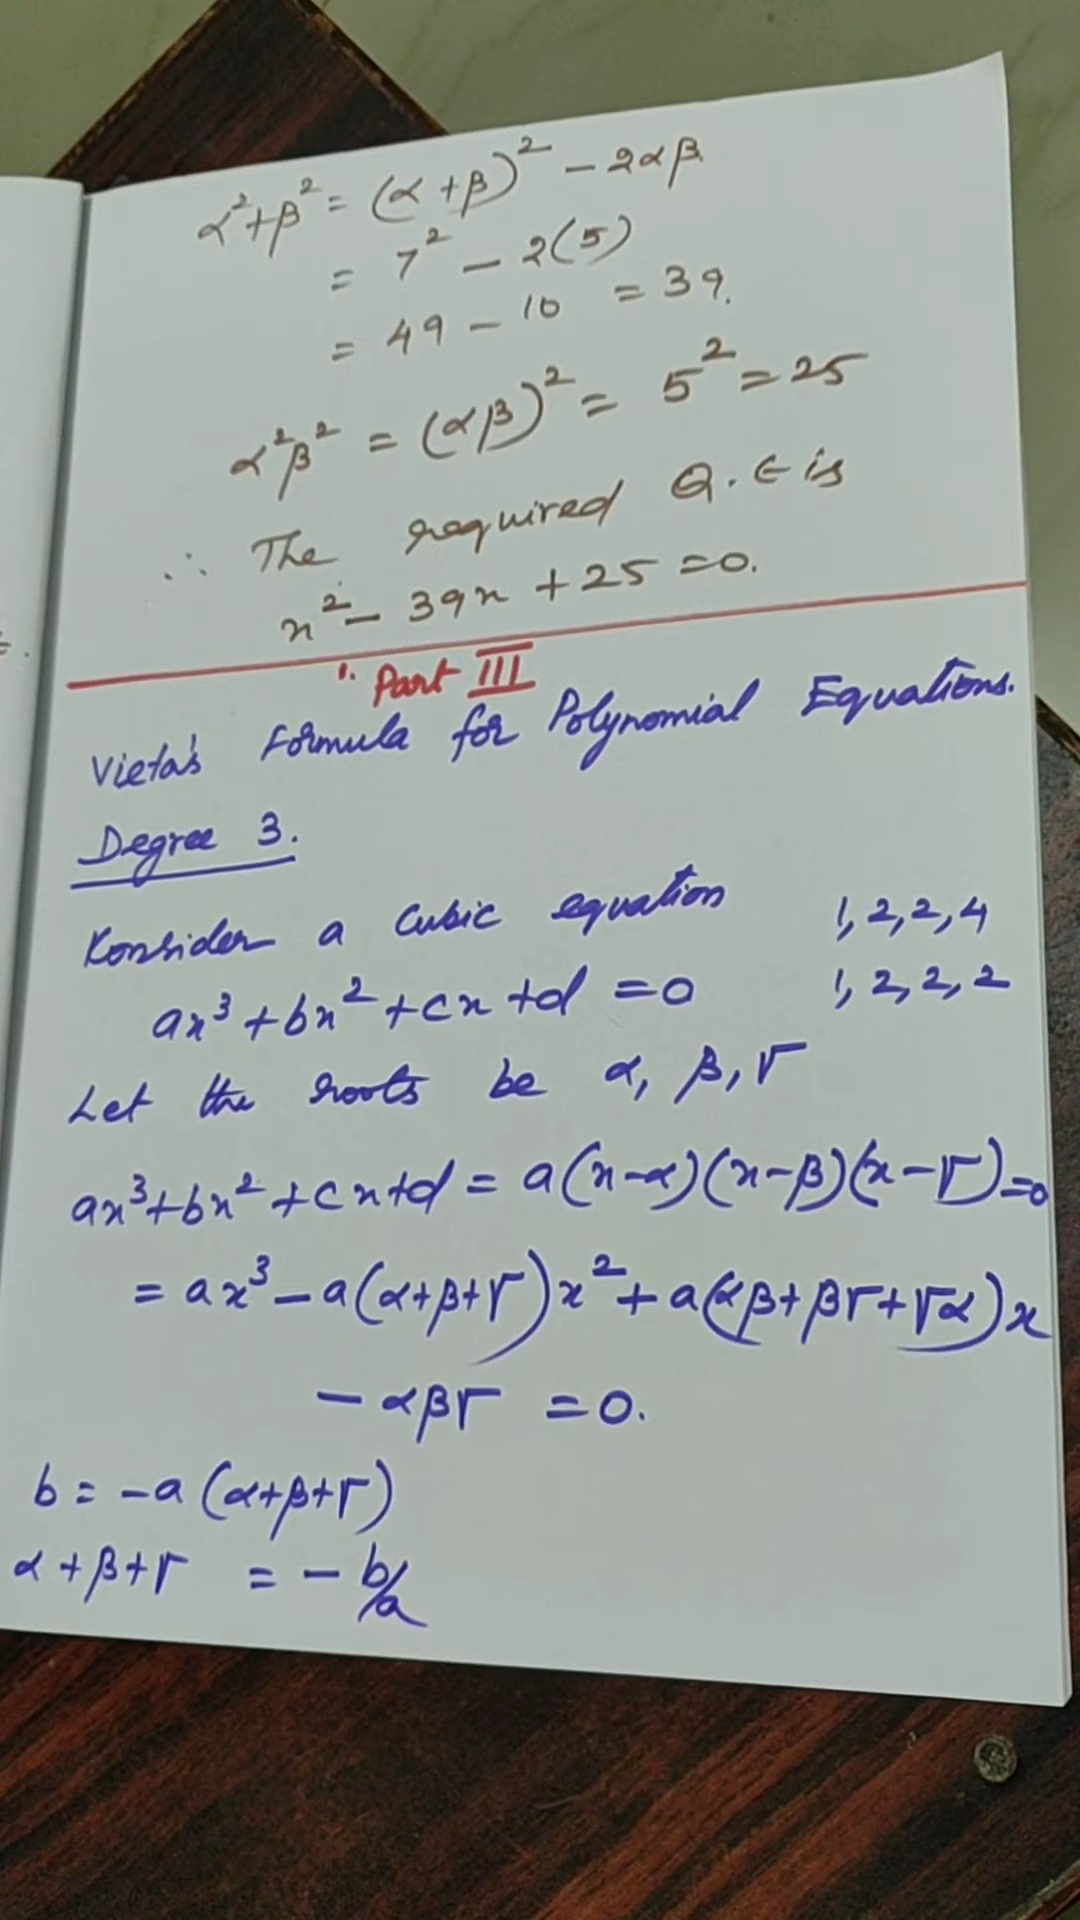 α²+β² = (α+β)² − 2αβ.
= 7² − 2(5)
= 49 − 10 = 39.
α²β² = (αβ)² = 5² = 25
∴ The required Q.E is
x² − 39x + 25 = 0.
1. Part III
Vieta's Formula for Polynomial Equations.
Degree 3.
Konsider a Cubic equation 1,2,2,4
ax³+bx²+cx+d = 0 1,2,2,2
Let the roots be α, β, γ
ax³+bx²+cx+d = a(x−α)(x−β)(x−γ)=0
= ax³−a(α+β+γ)x²+a(αβ+βγ+γα)x
− αβγ = 0.
b = −a(α+β+γ)
α+β+γ = −b/a